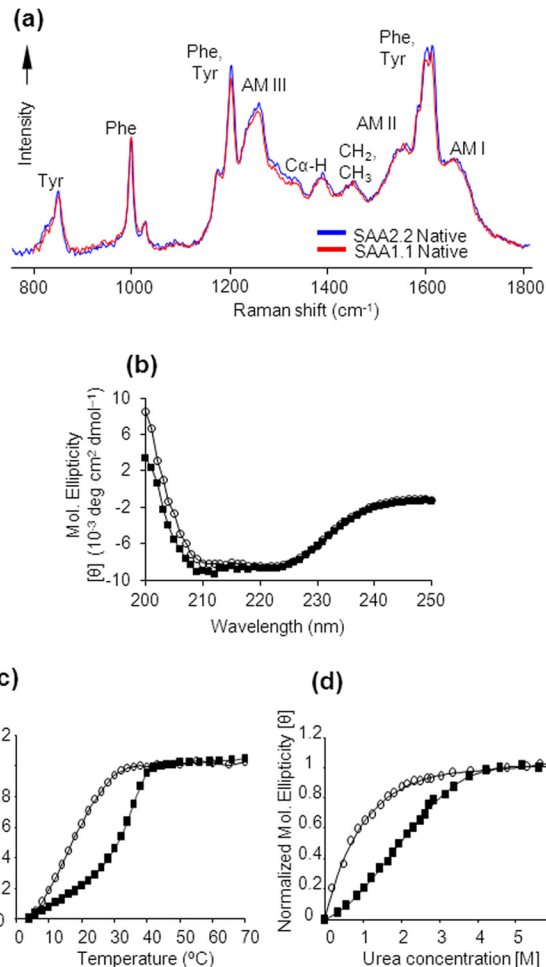 (a)
Intensity
Tyr
Phe
Phe,
Tyr
AM III
Cα-H
CH2,
CH3
AM II
Phe,
Tyr
AM I
SAA2.2 Native
SAA1.1 Native
800 1000 1200 1400 1600 1800
Raman shift (cm-1)
(b)
Mol. Ellipticity
[θ] (10-3 deg cm2 dmol-1)
10
6
2
-2
-6
-10
200 210 220 230 240 250
Wavelength (nm)
c)
2
1
8
6
4
2
0
0 10 20 30 40 50 60 70
Temperature (ºC)
(d)
Normalized Mol. Ellipticity [θ]
1.2
1
0.8
0.6
0.4
0.2
0
0 1 2 3 4 5
Urea concentration [M]